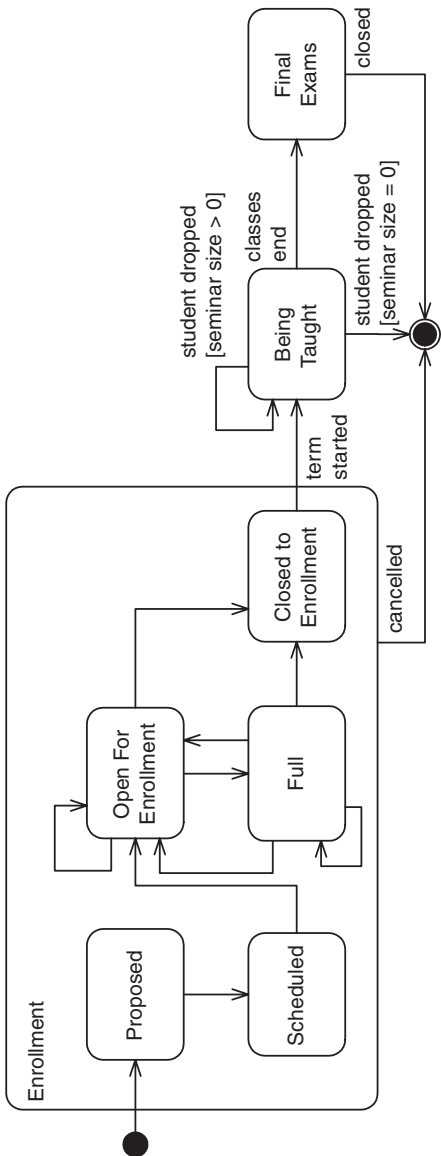 Enrollment
Proposed
Scheduled
Open For
Enrollment
Full
Closed to
Enrollment
cancelled
term
started
student dropped
[seminar size > 0]
Being
Taught
classes
end
student dropped
[seminar size = 0]
Final
Exams
closed